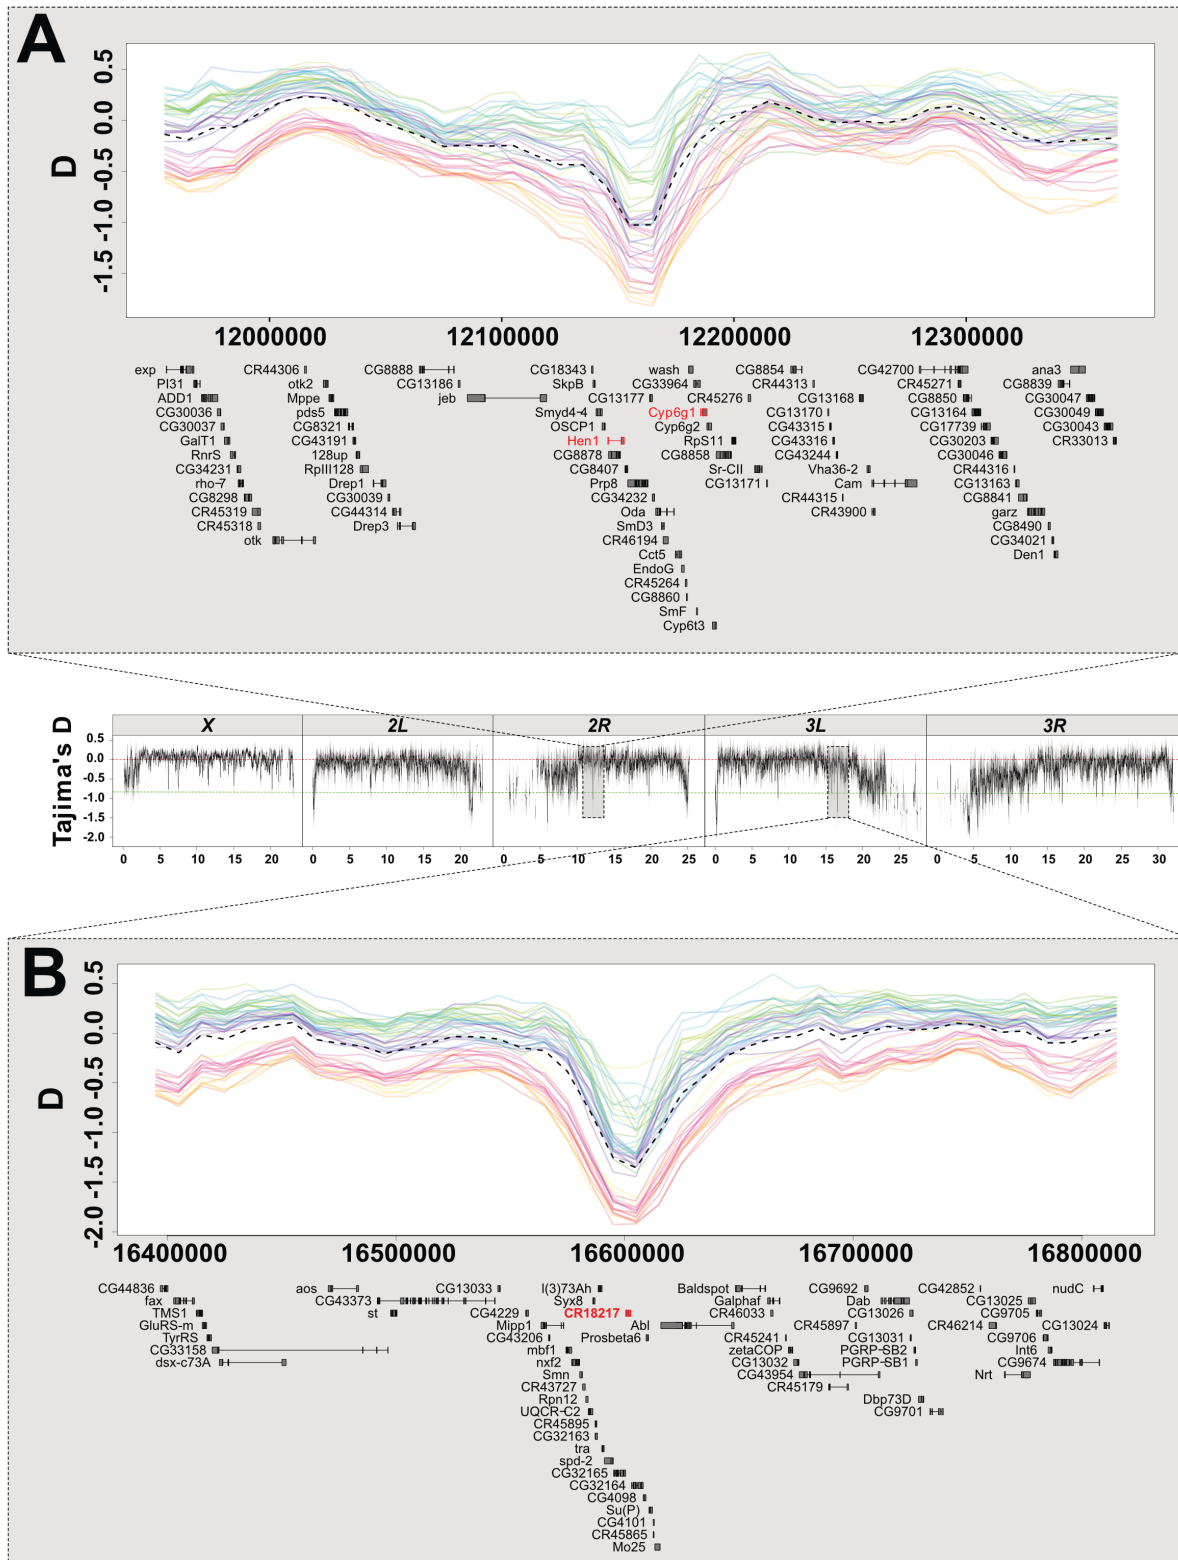 A
D
0.5
0.0
-0.5
-1.0
-1.5
12000000 12100000 12200000 12300000
exp CR44306 CG8888 CG18343 wash CG8854 CG42700 ana3
PI31 otk2 CG13186 SkpB CG33964 CR44313 CR45271 CG8839
ADD1 Mppe jeb CG13177 CR45276 CG13168 CG8850 CG30047
CG30036 pds5 Smyd4-4 Cyp6g1 CG13170 CG13164 CG30049
CG30037 CG8321 OSCP1 Cyp6g2 CG43315 CG17739 CG30043
GalT1 CG43191 Hen1 RpS11 CG43316 CG30203 CR33013
RnrS 128up CG8878 CG8858 CG43244 CG30046
CG34231 RpIII128 CG8407 Sr-CII Vha36-2 CR44316
rho-7 Drep1 Prp8 CG13171 Cam CG13163
CG8298 CG30039 CG34232 CR44315 CG8841
CR45319 CG44314 Oda CR43900 garz
CR45318 Drep3 SmD3 CG8490
otk CR46194 CG34021
Cct5 Den1
EndoG
CR45264
CG8860
SmF
Cyp6t3
Tajima's D
X 2L 2R 3L 3R
0.5
0.0
-0.5
-1.0
-1.5
-2.0
0 5 10 15 20 0 5 10 15 20 0 5 10 15 20 25 0 5 10 15 20 25 0 5 10 15 20 25 30
B
D
0.5
0.0
-0.5
-1.0
-1.5
-2.0
16400000 16500000 16600000 16700000 16800000
CG44836 aos CG13033 l(3)73Ah Baldspot CG9692 CG42852 nudC
fax CG43373 Syx8 Galphaf Dab CG13025
TMS1 st CG4229 CR18217 CR46033 CG13026 CG9705
GluRS-m Mipp1 Abl CR45897 CR46214 CG13024
TyrRS CG43206 Prosbeta6 CR45241 CG13031 CG9706
CG33158 mbf1 zetaCOP PGRP-SB2 Int6
dsx-c73A nxf2 CG13032 PGRP-SB1 CG9674
Smn CG43954 Nrt
CR43727 CR45179
Rpn12 Dbp73D
UQCR-C2 CG9701
CR45895
CG32163
tra
spd-2
CG32165
CG32164
CG4098
Su(P)
CG4101
CR45865
Mo25